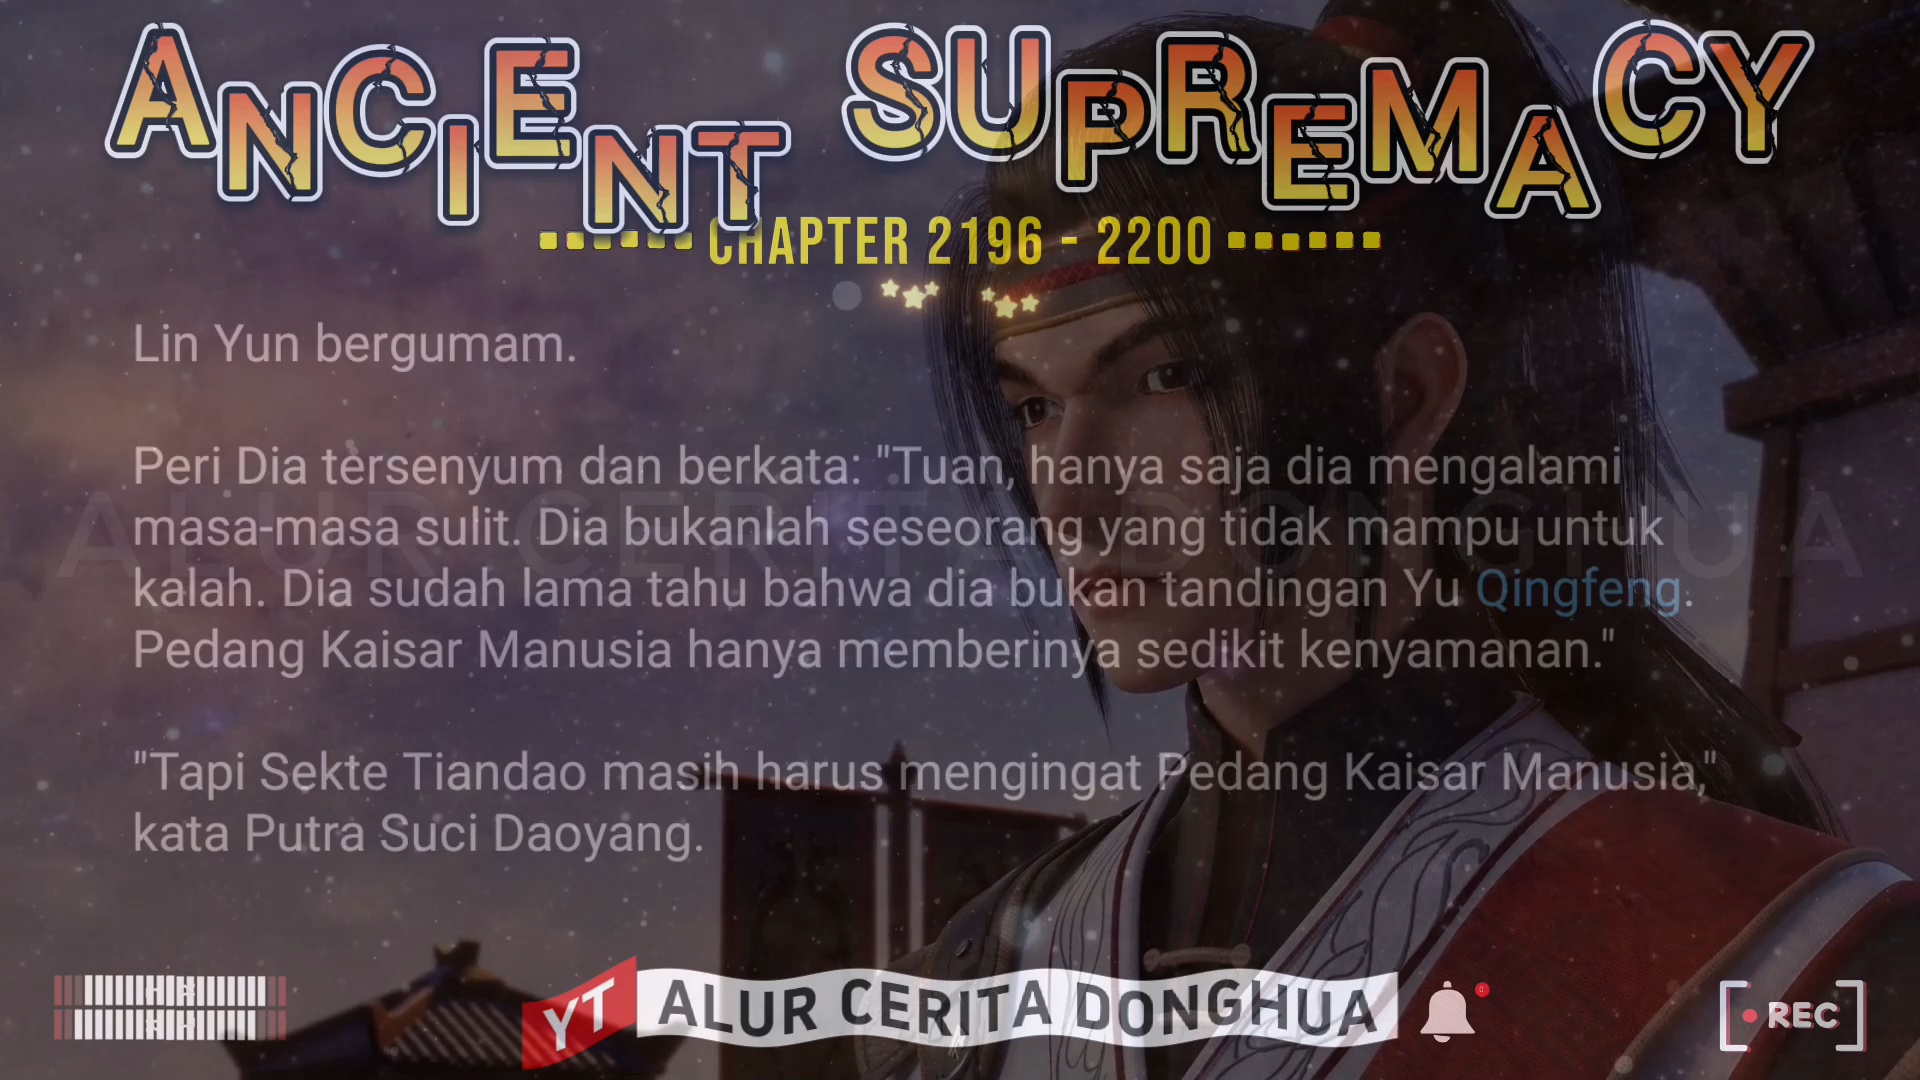 ANCIENT SUPREMACY
CHAPTER 2196 - 2200
Lin Yun bergumam.
Peri Dia tersenyum dan berkata: "Tuan, hanya saja dia mengalami
masa-masa sulit. Dia bukanlah seseorang yang tidak mampu untuk
kalah. Dia sudah lama tahu bahwa dia bukan tandingan Yu Qingfeng.
Pedang Kaisar Manusia hanya memberinya sedikit kenyamanan."
"Tapi Sekte Tiandao masih harus mengingat Pedang Kaisar Manusia,"
kata Putra Suci Daoyang.
ALUR CERITA DONGHUA
YT ALUR CERITA DONGHUA
REC